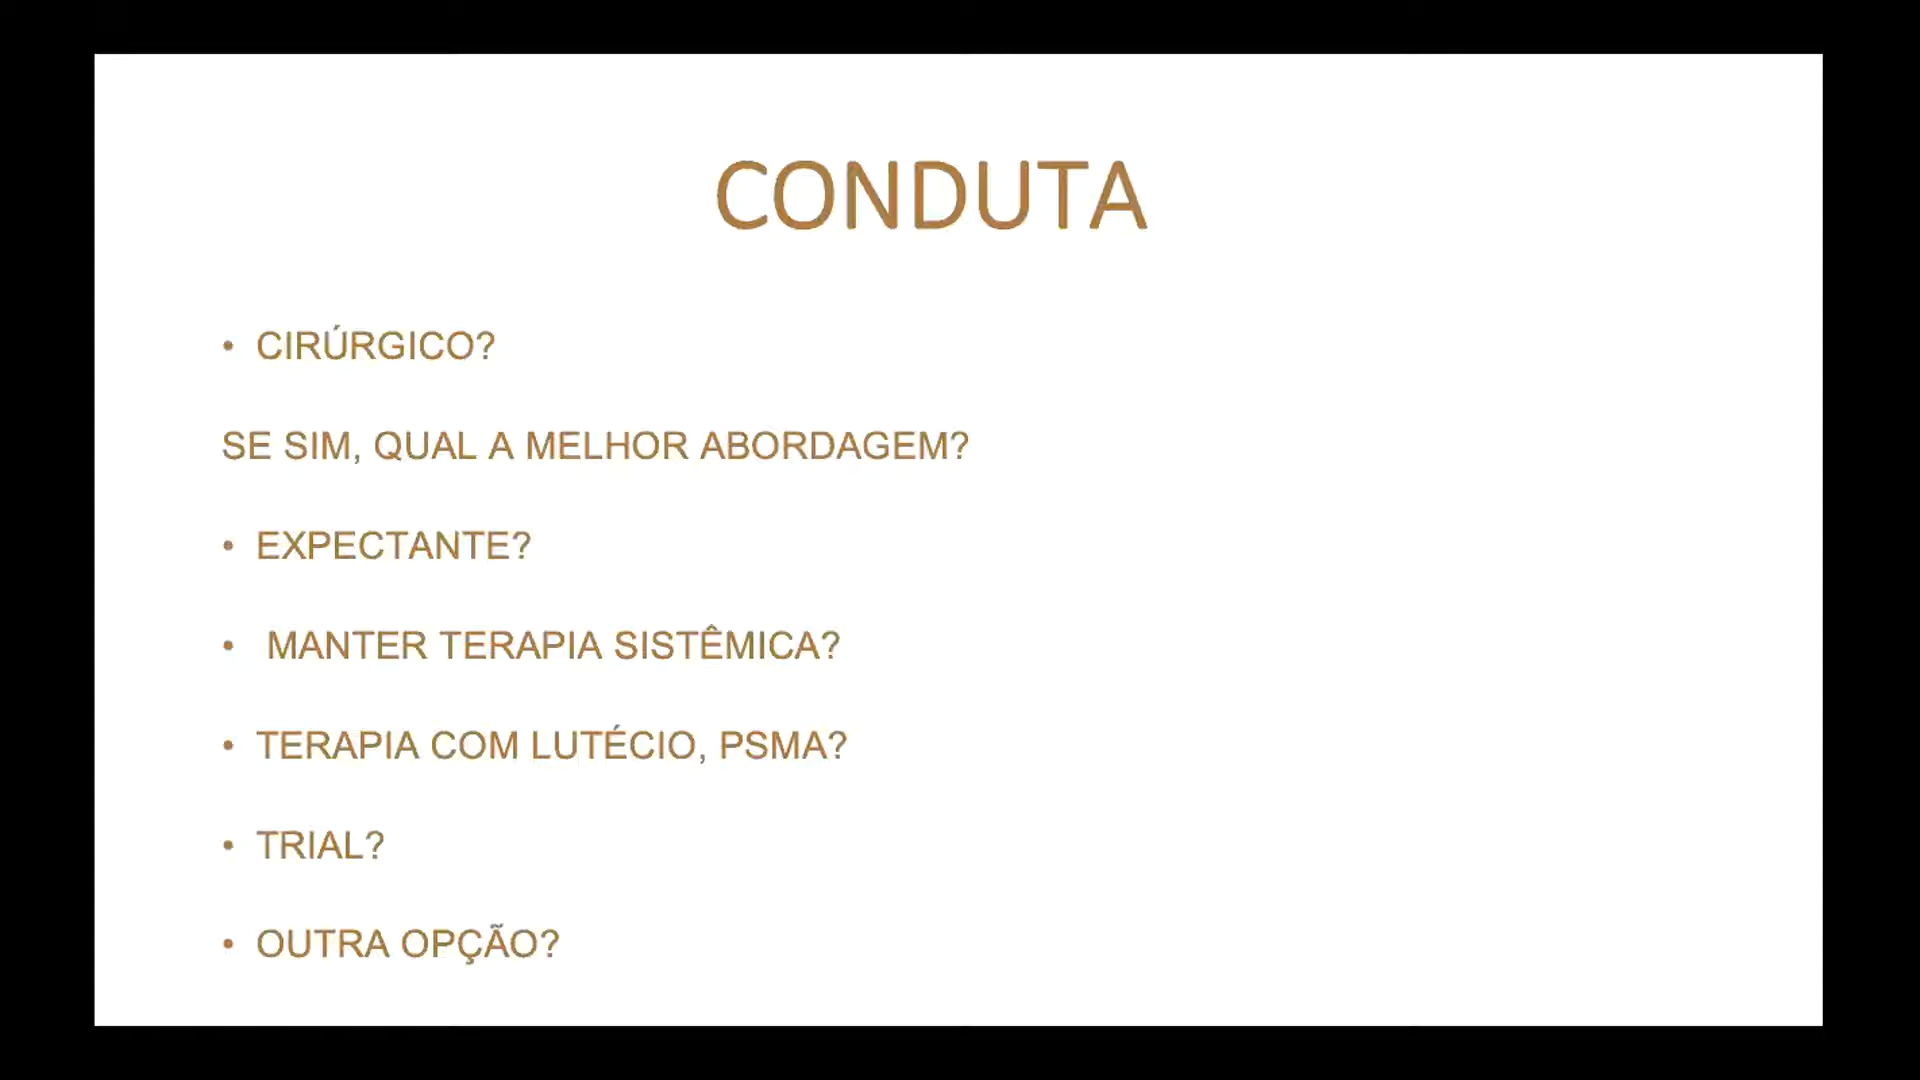 CONDUTA
• CIRÚRGICO?
SE SIM, QUAL A MELHOR ABORDAGEM?
• EXPECTANTE?
• MANTER TERAPIA SISTÊMICA?
• TERAPIA COM LUTÉCIO, PSMA?
• TRIAL?
• OUTRA OPÇÃO?